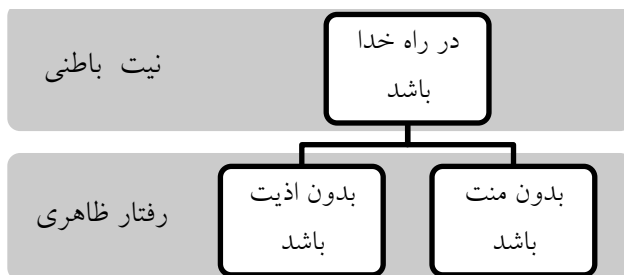 نیت باطنی
در راه خدا
باشد
رفتار ظاهری
بدون منت
باشد
بدون اذیت
باشد